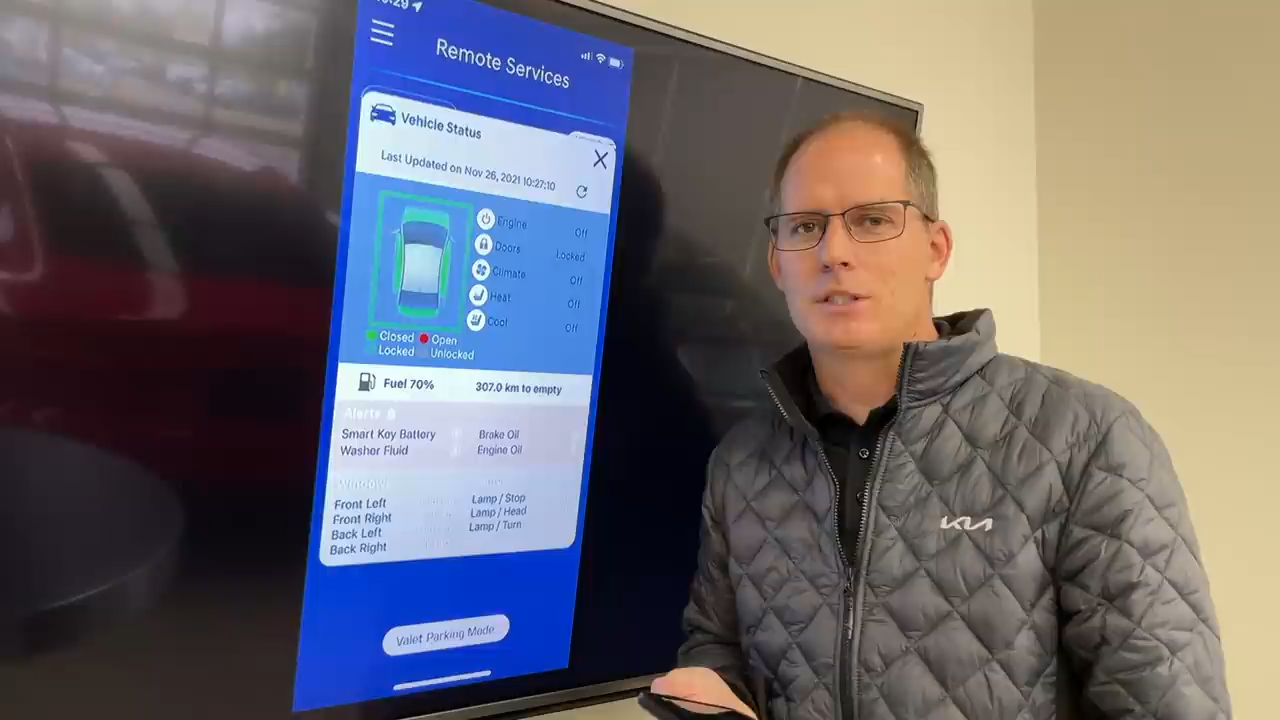 Remote Services
Vehicle Status
Last Updated on Nov 26, 2021 10:27:10
Engine Off
Doors Locked
Climate Off
Heat Off
Cool Off
Closed Open
Locked Unlocked
Fuel 70% 307.0 km to empty
Alerts
Smart Key Battery Brake Oil
Washer Fluid Engine Oil
Window
Front Left Lamp / Stop
Front Right Lamp / Head
Back Left Lamp / Turn
Back Right
Valet Parking Mode
KIA